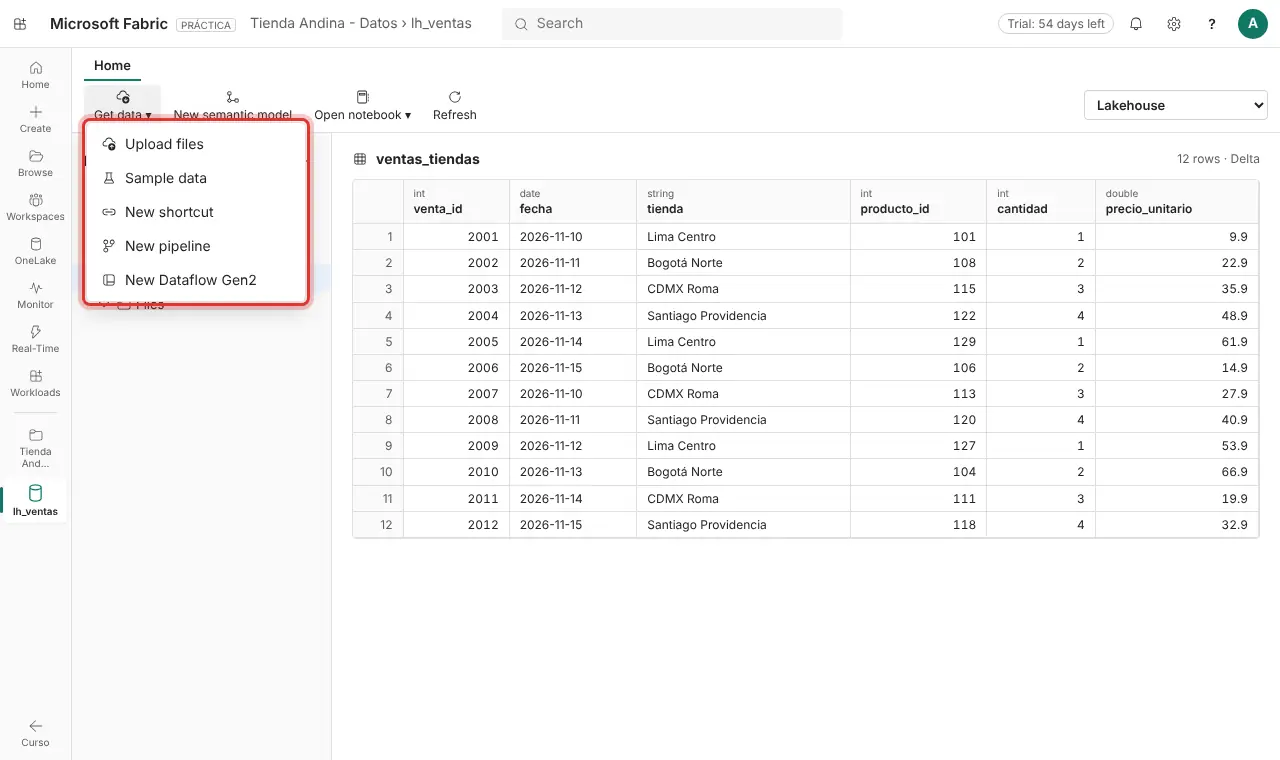 Microsoft Fabric PRÁCTICA Tienda Andina - Datos › lh_ventas Search Trial: 54 days left ? A
Home
Create
Browse
Workspaces
OneLake
Monitor
Real-Time
Workloads
Tienda
And...
lh_ventas
Curso
Home
Get data ▾ New semantic model Open notebook ▾ Refresh Lakehouse
Upload files
Sample data
New shortcut
New pipeline
New Dataflow Gen2
Files
ventas_tiendas 12 rows · Delta
int date string int int double
venta_id fecha tienda producto_id cantidad precio_unitario
1 2001 2026-11-10 Lima Centro 101 1 9.9
2 2002 2026-11-11 Bogotá Norte 108 2 22.9
3 2003 2026-11-12 CDMX Roma 115 3 35.9
4 2004 2026-11-13 Santiago Providencia 122 4 48.9
5 2005 2026-11-14 Lima Centro 129 1 61.9
6 2006 2026-11-15 Bogotá Norte 106 2 14.9
7 2007 2026-11-10 CDMX Roma 113 3 27.9
8 2008 2026-11-11 Santiago Providencia 120 4 40.9
9 2009 2026-11-12 Lima Centro 127 1 53.9
10 2010 2026-11-13 Bogotá Norte 104 2 66.9
11 2011 2026-11-14 CDMX Roma 111 3 19.9
12 2012 2026-11-15 Santiago Providencia 118 4 32.9